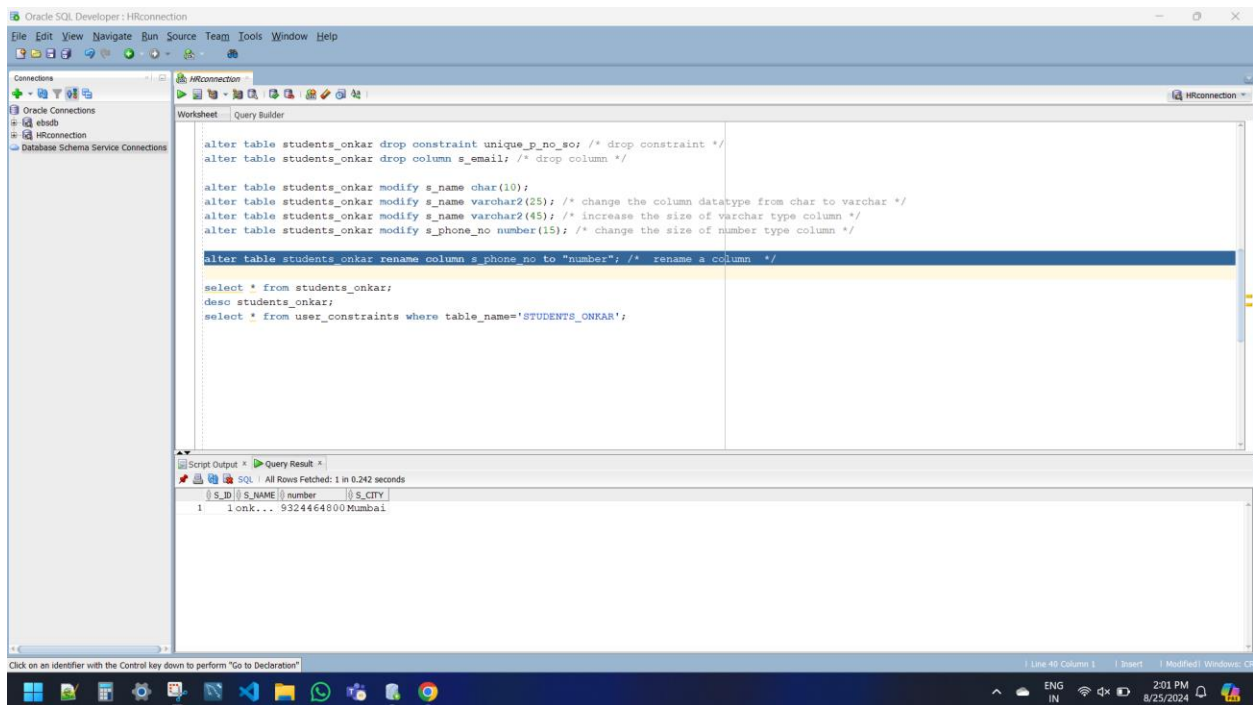 Oracle SQL Developer : HRconnection
File Edit View Navigate Run Source Team Tools Window Help
Connections
HRconnection
HRconnection
Oracle Connections
ebsdb
HRconnection
Database Schema Service Connections
Worksheet Query Builder
alter table students_onkar drop constraint unique_p_no_so; /* drop constraint */
alter table students_onkar drop column s_email; /* drop column */
alter table students_onkar modify s_name char(10);
alter table students_onkar modify s_name varchar2(25); /* change the column datatype from char to varchar */
alter table students_onkar modify s_name varchar2(45); /* increase the size of varchar type column */
alter table students_onkar modify s_phone_no number(15); /* change the size of number type column */
alter table students_onkar rename column s_phone_no to "number"; /* rename a column */
select * from students_onkar;
desc students_onkar;
select * from user_constraints where table_name='STUDENTS_ONKAR';
Script Output Query Result
SQL All Rows Fetched: 1 in 0.242 seconds
S_ID S_NAME number S_CITY
1 1 onk... 9324464800 Mumbai
Click on an identifier with the Control key down to perform "Go to Declaration"
Line 40 Column 1 Insert Modified Windows: CR
ENG
IN
2:01 PM
8/25/2024